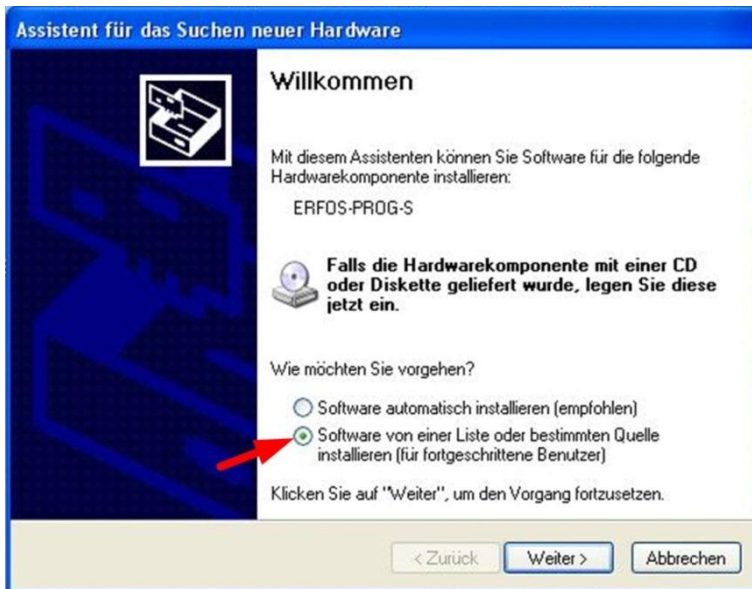 Assistent für das Suchen neuer Hardware
Willkommen
Mit diesem Assistenten können Sie Software für die folgende
Hardwarekomponente installieren:
ERFOS-PROG-S
Falls die Hardwarekomponente mit einer CD
oder Diskette geliefert wurde, legen Sie diese
jetzt ein.
Wie möchten Sie vorgehen?
Software automatisch installieren (empfohlen)
Software von einer Liste oder bestimmten Quelle
installieren (für fortgeschrittene Benutzer)
Klicken Sie auf "Weiter", um den Vorgang fortzusetzen.
< Zurück Weiter > Abbrechen